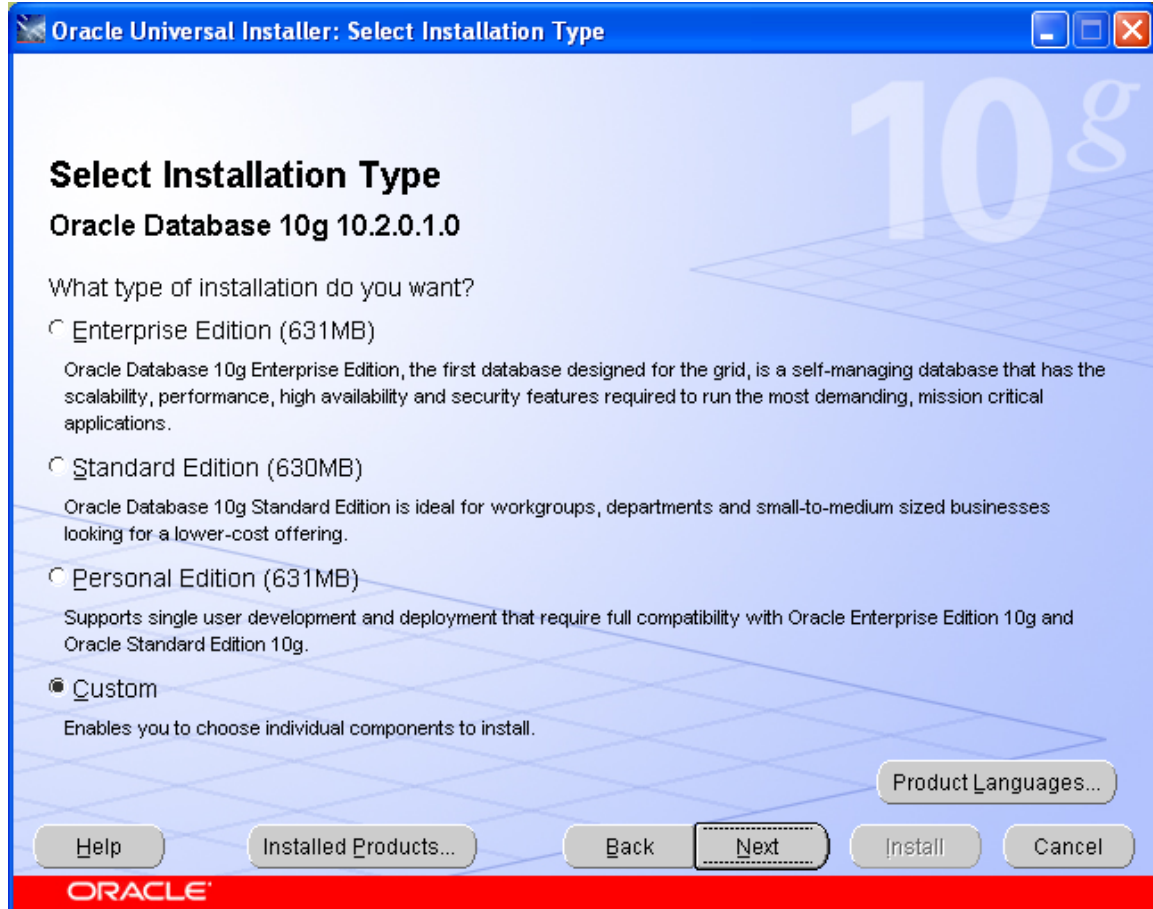 Oracle Universal Installer: Select Installation Type
10g
Select Installation Type
Oracle Database 10g 10.2.0.1.0
What type of installation do you want?
Enterprise Edition (631MB)
Oracle Database 10g Enterprise Edition, the first database designed for the grid, is a self-managing database that has the
scalability, performance, high availability and security features required to run the most demanding, mission critical
applications.
Standard Edition (630MB)
Oracle Database 10g Standard Edition is ideal for workgroups, departments and small-to-medium sized businesses
looking for a lower-cost offering.
Personal Edition (631MB)
Supports single user development and deployment that require full compatibility with Oracle Enterprise Edition 10g and
Oracle Standard Edition 10g.
Custom
Enables you to choose individual components to install.
Product Languages...
Help Installed Products... Back Next Install Cancel
ORACLE